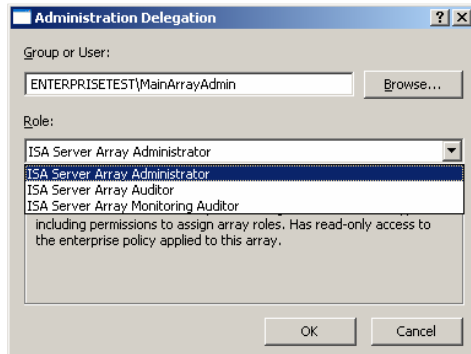 Administration Delegation
Group or User:
ENTERPRISETEST\MainArrayAdmin
Browse...
Role:
ISA Server Array Administrator
ISA Server Array Administrator
ISA Server Array Auditor
ISA Server Array Monitoring Auditor
including permissions to assign array roles. Has read-only access to
the enterprise policy applied to this array.
OK
Cancel